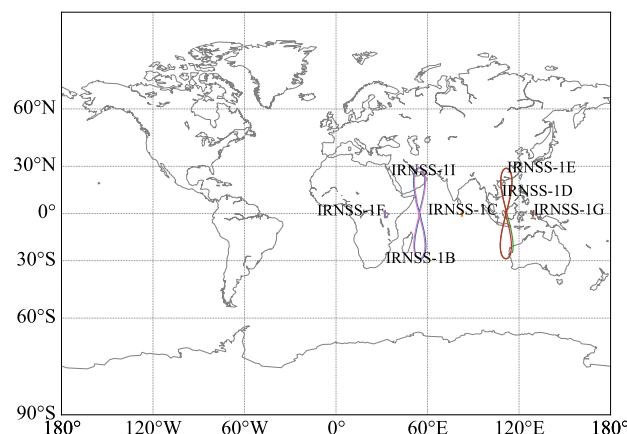 60°N
30°N
0°
30°S
60°S
90°S
IRNSS-1I
IRNSS-1E
IRNSS-1D
IRNSS-1F
IRNSS-1C
IRNSS-1G
IRNSS-1B
180°
120°W
60°W
0°
60°E
120°E
180°